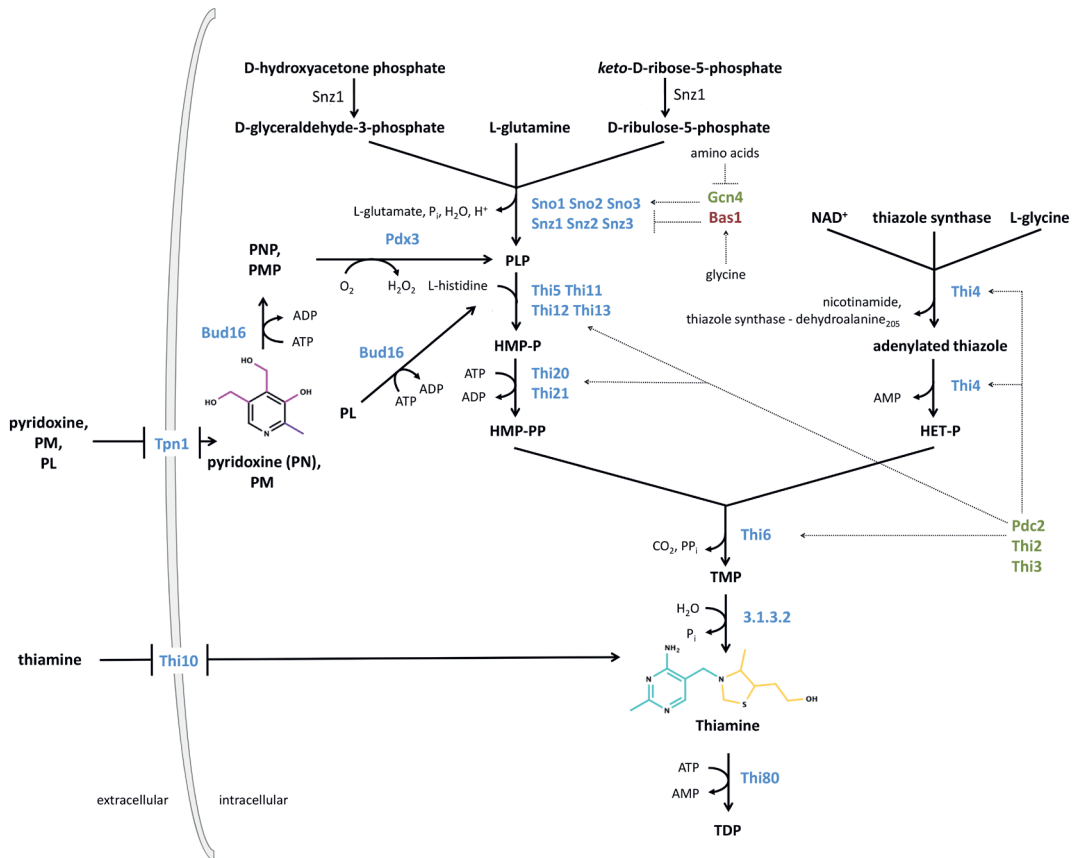 D-hydroxyacetone phosphate
keto-D-ribose-5-phosphate
Snz1
Snz1
D-glyceraldehyde-3-phosphate
L-glutamine
D-ribulose-5-phosphate
amino acids
L-glutamate, Pi, H2O, H+
Sno1 Sno2 Sno3
Snz1 Snz2 Snz3
Gcn4
Bas1
glycine
NAD+
thiazole synthase
L-glycine
PNP,
PMP
Pdx3
O2
H2O2
PLP
L-histidine
Thi5 Thi11
Thi12 Thi13
Thi4
nicotinamide,
thiazole synthase - dehydroalanine205
Bud16
ADP
ATP
Bud16
ADP
ATP
HMP-P
adenylated thiazole
HO
HO
OH
N
PL
ATP
ADP
Thi20
Thi21
Thi4
AMP
pyridoxine,
PM,
PL
Tpn1
pyridoxine (PN),
PM
HMP-PP
HET-P
Pdc2
Thi2
Thi3
Thi6
CO2, PPi
TMP
H2O
Pi
3.1.3.2
thiamine
Thi10
NH2
N
N
N
S
OH
Thiamine
ATP
AMP
Thi80
extracellular
intracellular
TDP